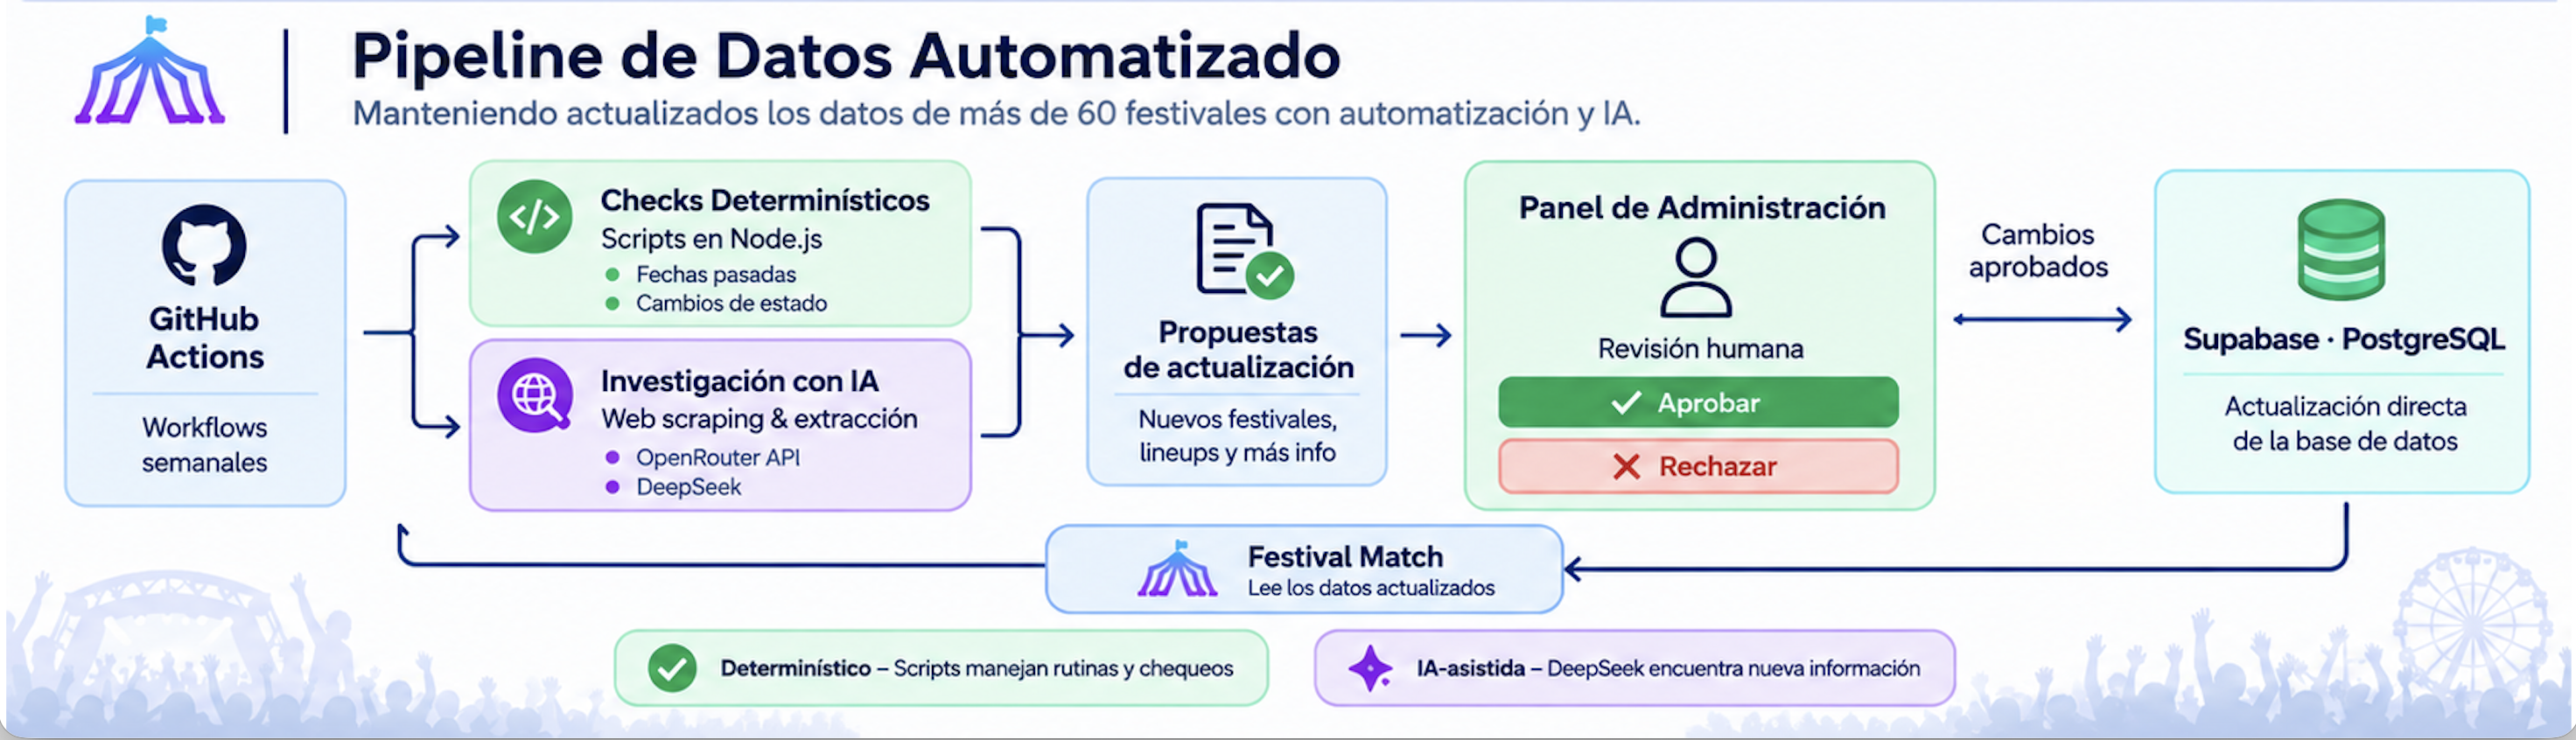 Pipeline de Datos Automatizado
Manteniendo actualizados los datos de más de 60 festivales con automatización y IA.
GitHub
Actions
Workflows
semanales
Checks Determinísticos
Scripts en Node.js
Fechas pasadas
Cambios de estado
Investigación con IA
Web scraping & extracción
OpenRouter API
DeepSeek
Propuestas
de actualización
Nuevos festivales,
lineups y más info
Panel de Administración
Revisión humana
Aprobar
Rechazar
Cambios
aprobados
Supabase · PostgreSQL
Actualización directa
de la base de datos
Festival Match
Lee los datos actualizados
Determinístico – Scripts manejan rutinas y chequeos
IA-asistida – DeepSeek encuentra nueva información